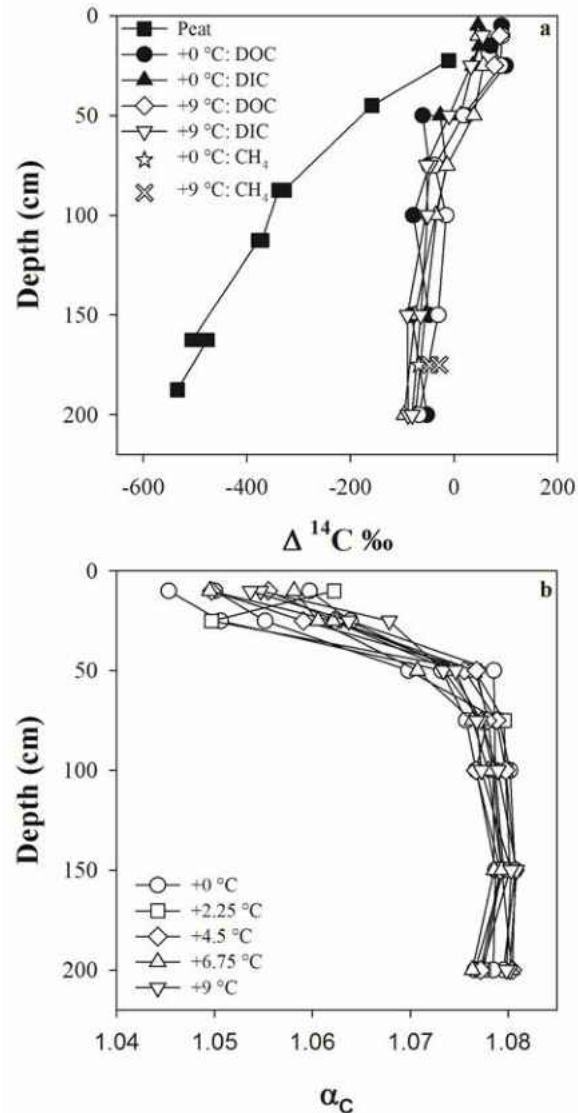 a
Peat
+0 °C: DOC
+0 °C: DIC
+9 °C: DOC
+9 °C: DIC
+0 °C: CH4
+9 °C: CH4
0
50
100
150
200
Depth (cm)
-600 -400 -200 0 200
Δ 14C ‰
b
0
50
100
150
200
Depth (cm)
+0 °C
+2.25 °C
+4.5 °C
+6.75 °C
+9 °C
1.04 1.05 1.06 1.07 1.08
αC